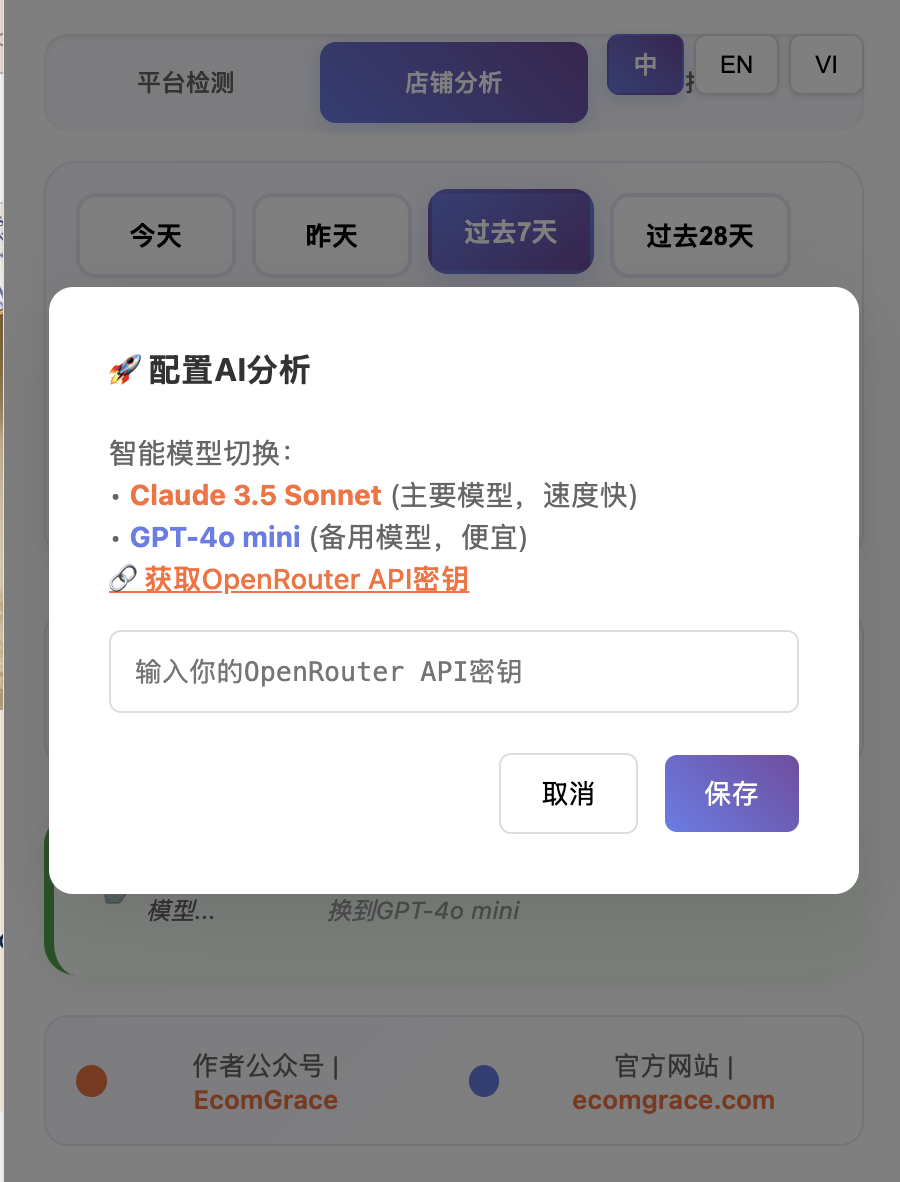 平台检测
店铺分析
中
EN
VI
今天
昨天
过去7天
过去28天
🚀 配置AI分析
智能模型切换：
• Claude 3.5 Sonnet (主要模型，速度快)
• GPT-4o mini (备用模型，便宜)
🔗 获取OpenRouter API密钥
输入你的OpenRouter API密钥
取消
保存
模型...
换到GPT-4o mini
作者公众号 |
EcomGrace
官方网站 |
ecomgrace.com